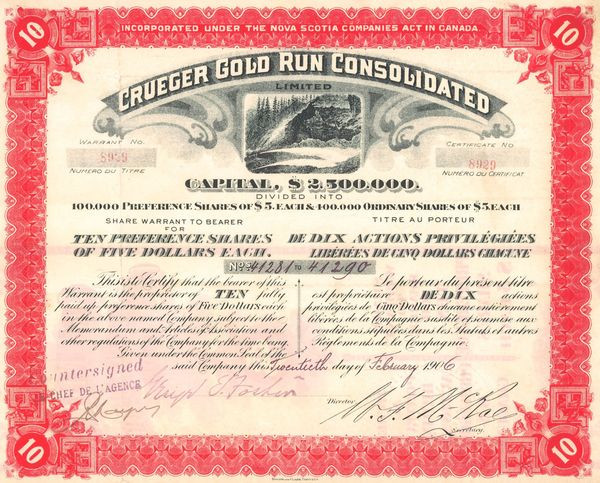 10
INCORPORATED UNDER THE NOVA SCOTIA COMPANIES ACT IN CANADA
10
CRUEGER GOLD RUN CONSOLIDATED
LIMITED
WARRANT No.
CERTIFICATE No
8929
NUMERO DU TITRE
NUMERO DU CERTIFICAT
CAPITAL, $2.500.000.
DIVIDED INTO
100.000 PREFERENCE SHARES OF $5. EACH & 400.000 ORDINARY SHARES OF $5. EACH
SHARE WARRANT TO BEARER
TITRE AU PORTEUR
FOR
TEN PREFERENCE SHARES
DE DIX ACTIONS PRIVILÉGIÉES
OF FIVE DOLLARS EACH.
LIBÉRÉES DE CINQ DOLLARS CHACUNE
Nos 41281 TO 41290
This is to Certify that the bearer of this
Le porteur du présent titre
Warrant is the proprietor of TEN fully
est propriétaire DE DIX actions
paid up preference shares of Five Dollars each
privilégiées de Cinq Dollars chacune entièrement
in the above named Company subject to the
libérées de la Compagnie susdite et soumise aux
Memorandum and Articles of Association and
conditions stipulées dans les Statuts et autres
other regulations of the Company for the time being.
Règlements de la Compagnie:
Given under the Common Seal of the
said Company this Twentieth day of February 1906
Countersigned
CHEF DE L'AGENCE
Director
W. F. McKae
Secretary.
10
10